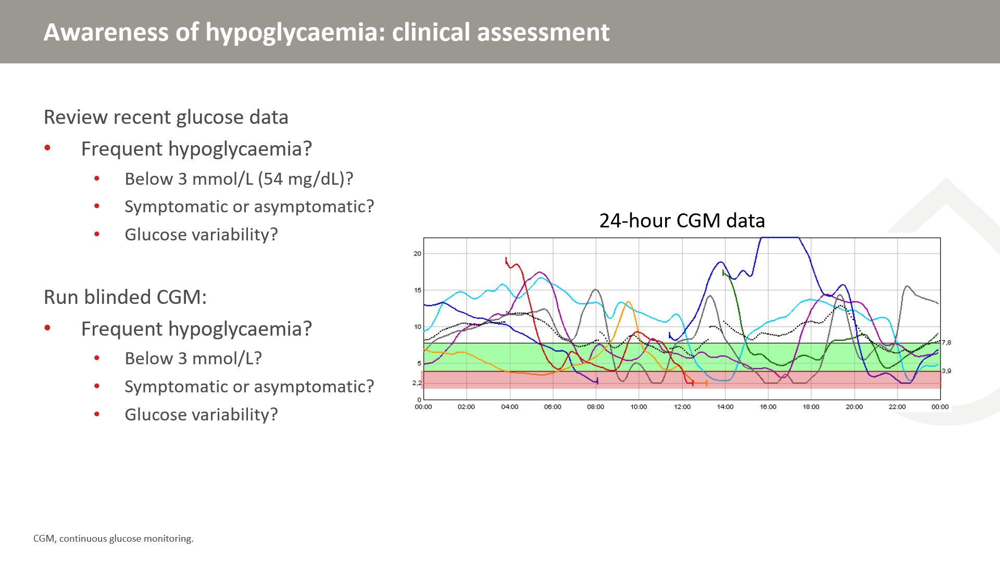 Awareness of hypoglycaemia: clinical assessment
Review recent glucose data
• Frequent hypoglycaemia?
• Below 3 mmol/L (54 mg/dL)?
• Symptomatic or asymptomatic?
• Glucose variability?
Run blinded CGM:
• Frequent hypoglycaemia?
• Below 3 mmol/L?
• Symptomatic or asymptomatic?
• Glucose variability?
24-hour CGM data
20
15
10
7,8
5
3,9
2,2
0
00:00 02:00 04:00 06:00 08:00 10:00 12:00 14:00 16:00 18:00 20:00 22:00 00:00
CGM, continuous glucose monitoring.